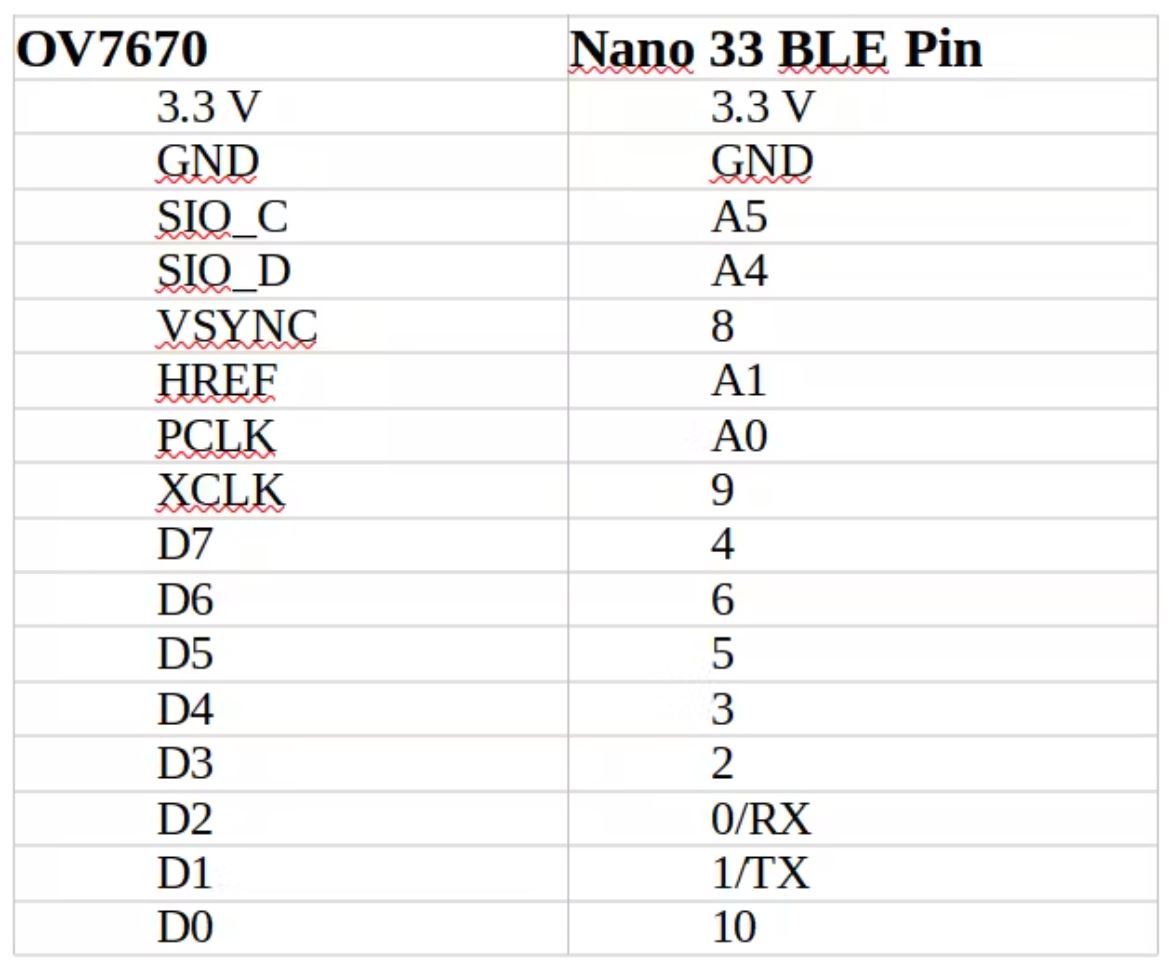 OV7670 Nano 33 BLE Pin
3.3 V 3.3 V
GND GND
SIO_C A5
SIO_D A4
VSYNC 8
HREF A1
PCLK A0
XCLK 9
D7 4
D6 6
D5 5
D4 3
D3 2
D2 0/RX
D1 1/TX
D0 10